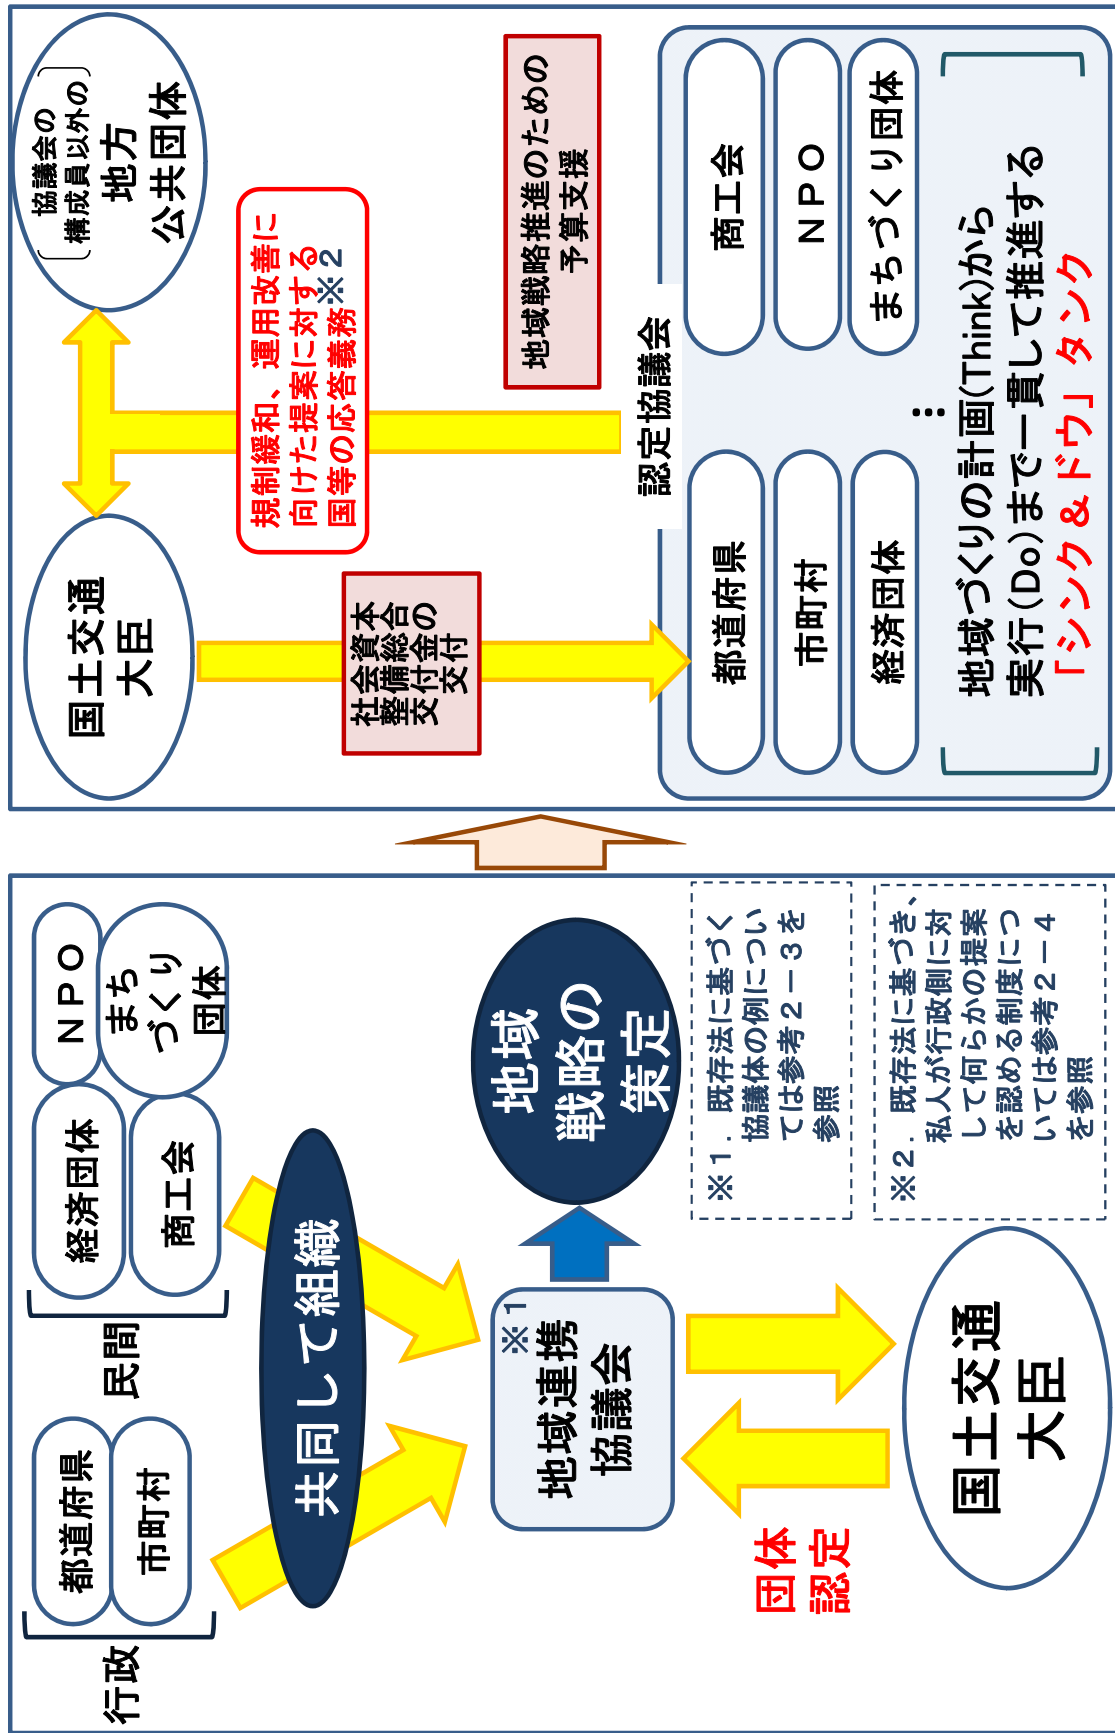 行政
都道府県
市町村
民間
経済団体
商工会
ＮＰＯ
まち
づくり
団体
共同して組織
地域連携
協議会
※１
地域
戦略の
策定
団体
認定
国土交通
大臣
※１．既存法に基づく
協議体の例につい
ては参考２－３を
参照
※２．既存法に基づき、
私人が行政側に対
して何らかの提案
を認める制度につ
いては参考２－４
を参照
国土交通
大臣
協議会の
構成員以外の
地方
公共団体
規制緩和、運用改善に
向けた提案に対する
国等の応答義務※２
社会資本
整備総合
交付金の
交付
地域戦略推進のための
予算支援
認定協議会
都道府県
市町村
経済団体
商工会
ＮＰＯ
まちづくり団体
…
地域づくりの計画(Think)から
実行(Do)まで一貫して推進する
「シンク＆ドウ」タンク